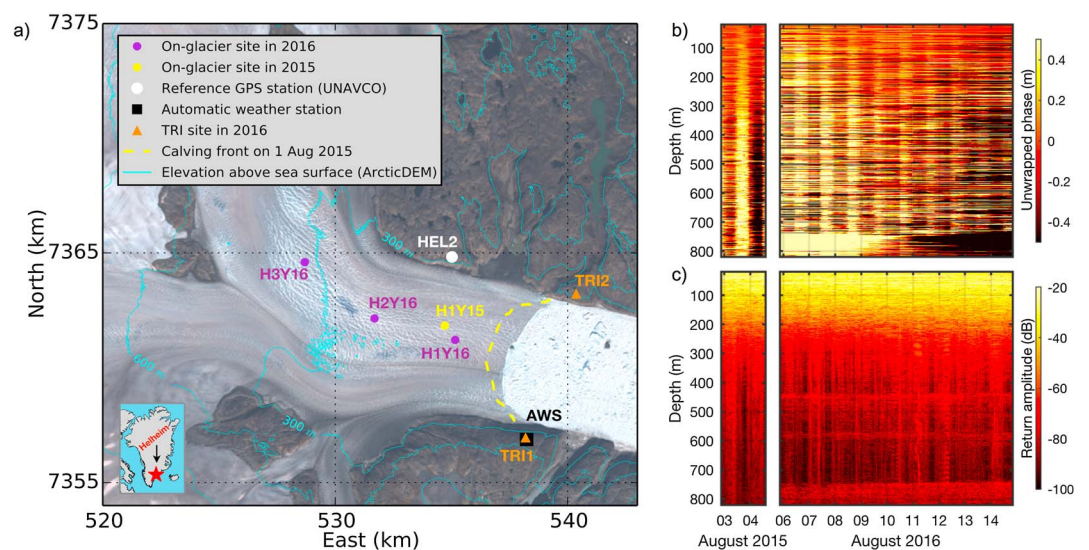 a)
7375
7365
7355
North (km)
On-glacier site in 2016
On-glacier site in 2015
Reference GPS station (UNAVCO)
Automatic weather station
TRI site in 2016
Calving front on 1 Aug 2015
Elevation above sea surface (ArcticDEM)
300 m
HEL2
H3Y16
TRI2
H2Y16
H1Y15
H1Y16
600 m
300 m
AWS
TRI1
Helheim
520
530
540
East (km)
b)
100
200
300
400
500
600
700
800
Depth (m)
0.4
0.2
0
-0.2
-0.4
Unwrapped phase (m)
c)
100
200
300
400
500
600
700
800
Depth (m)
-20
-40
-60
-80
-100
Return amplitude (dB)
03 04 06 07 08 09 10 11 12 13 14
August 2015 August 2016